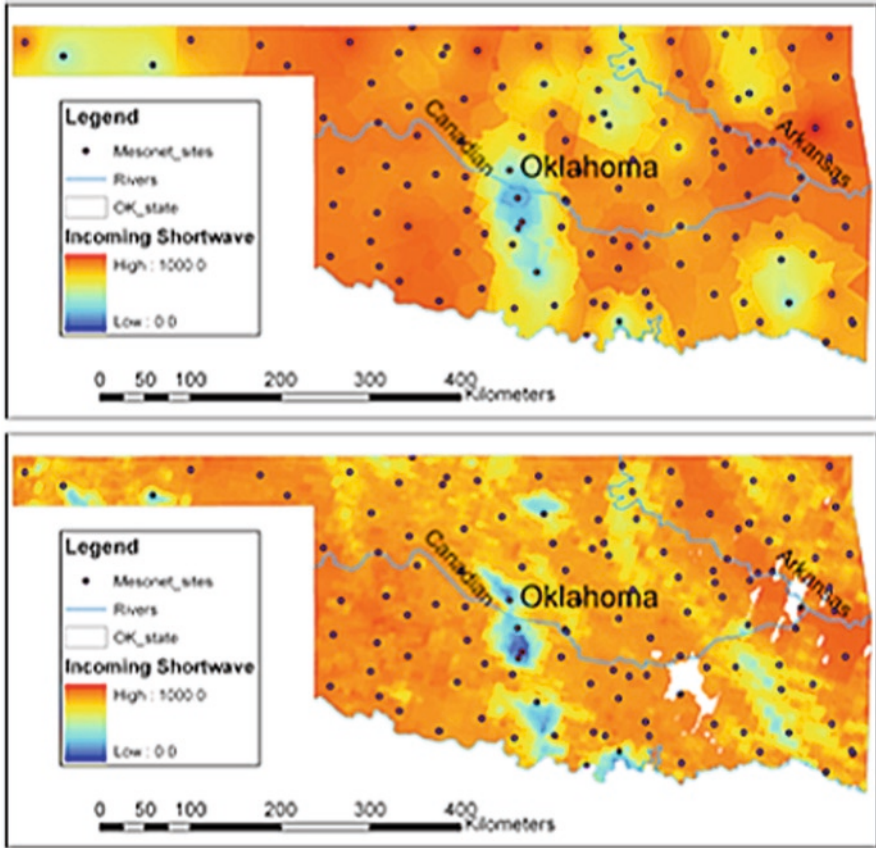 Legend
Mesonet_sites
Rivers
OK_state
Incoming Shortwave
High : 1000.0
Low : 0.0
Canadian
Oklahoma
Arkansas
0 50 100 200 300 400
Kilometers
Legend
Mesonet_sites
Rivers
OK_state
Incoming Shortwave
High : 1000.0
Low : 0.0
Canadian
Oklahoma
Arkansas
0 50 100 200 300 400
Kilometers